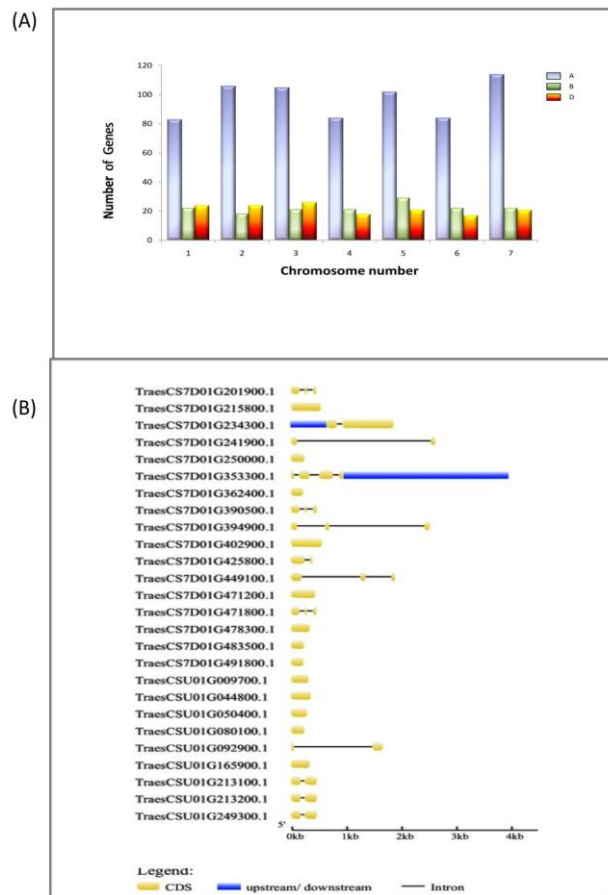 (A)
120
100
80
60
40
20
0
Number of Genes
1 2 3 4 5 6 7
Chromosome number
A
B
D
(B)
TraesCS7D01G201900.1
TraesCS7D01G215800.1
TraesCS7D01G234300.1
TraesCS7D01G241900.1
TraesCS7D01G250000.1
TraesCS7D01G353300.1
TraesCS7D01G362400.1
TraesCS7D01G390500.1
TraesCS7D01G394900.1
TraesCS7D01G402900.1
TraesCS7D01G425800.1
TraesCS7D01G449100.1
TraesCS7D01G471200.1
TraesCS7D01G471800.1
TraesCS7D01G478300.1
TraesCS7D01G483500.1
TraesCS7D01G491800.1
TraesCSU01G009700.1
TraesCSU01G044800.1
TraesCSU01G050400.1
TraesCSU01G080100.1
TraesCSU01G092900.1
TraesCSU01G165900.1
TraesCSU01G213100.1
TraesCSU01G213200.1
TraesCSU01G249300.1
5'
0kb 1kb 2kb 3kb 4kb
Legend:
CDS upstream/ downstream Intron